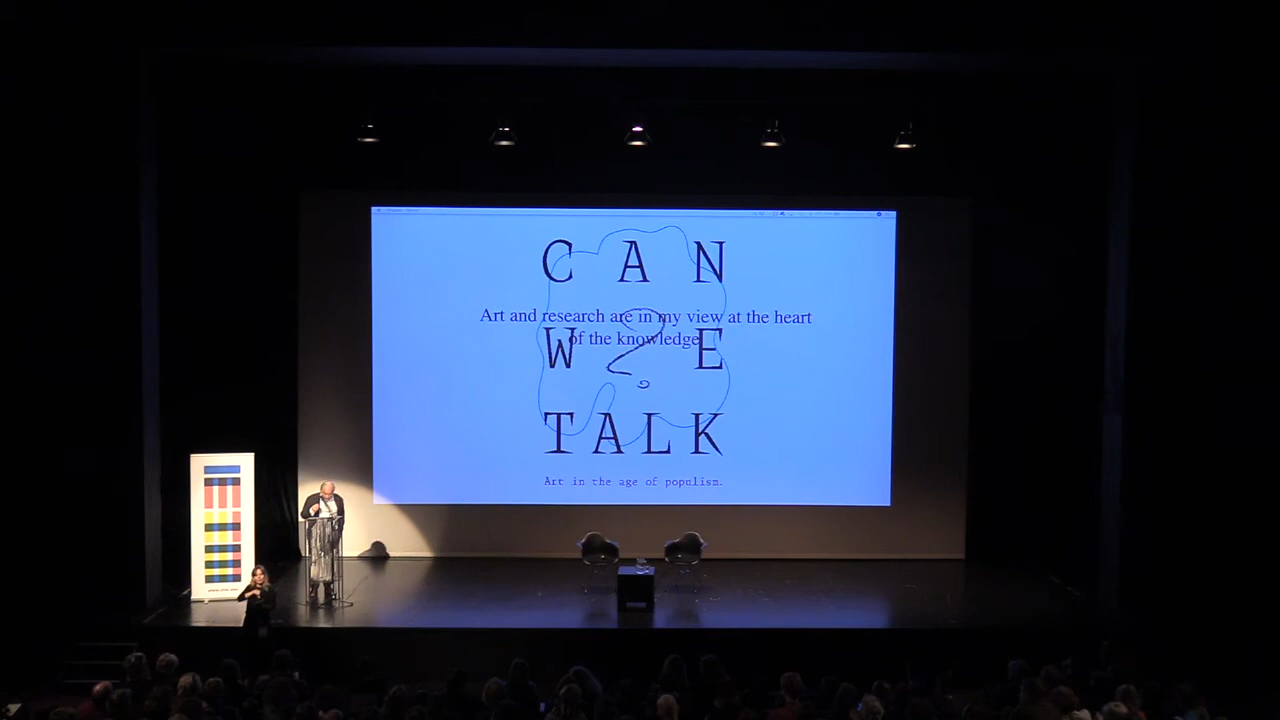 C A N
Art and research are in my view at the heart
of the knowledge
W ? E
T A L K
Art in the age of populism.